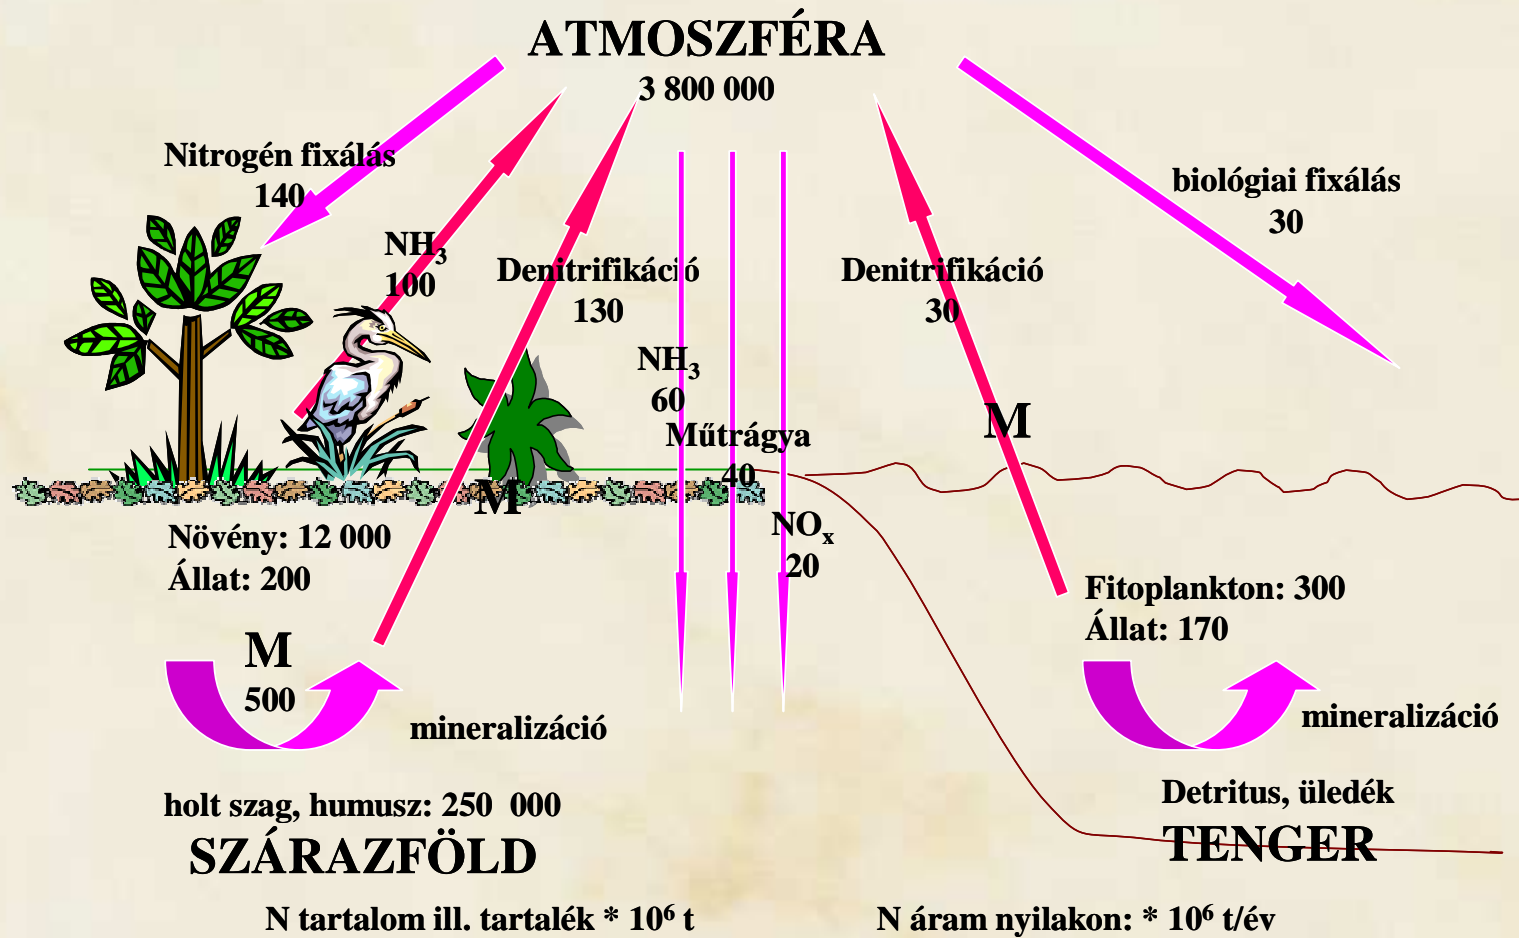 ATMOSZFÉRA
3 800 000
Nitrogén fixálás
140
biológiai fixálás
30
NH₃
100
Denitrifikáció
130
Denitrifikáció
30
NH₃
60
M
Műtrágya
40
M
NOₓ
20
Növény: 12 000
Állat: 200
Fitoplankton: 300
Állat: 170
M
500
mineralizáció
mineralizáció
holt szag, humusz: 250 000
Detritus, üledék
SZÁRAZFÖLD
TENGER
N tartalom ill. tartalék * 10⁶ t
N áram nyilakon: * 10⁶ t/év